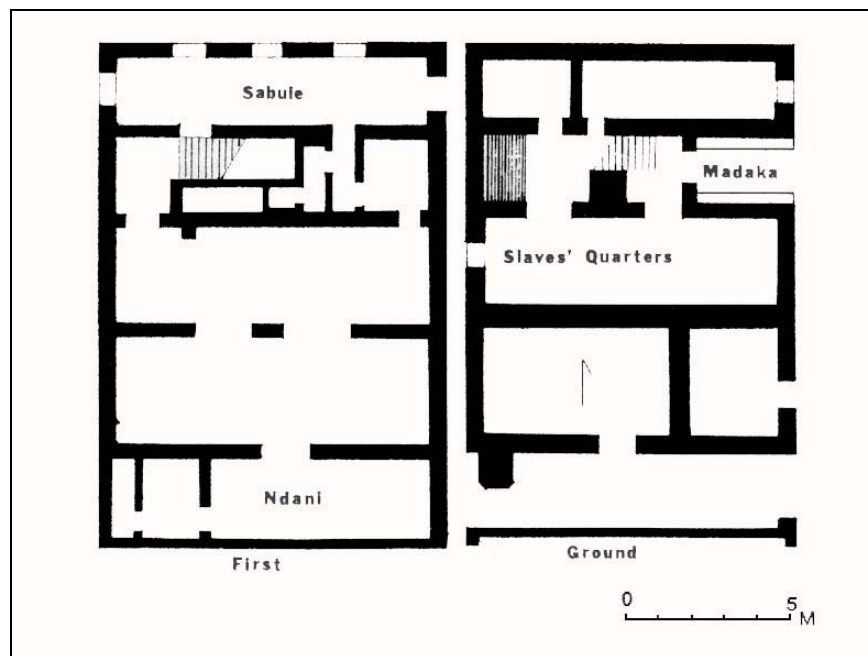 Sabule
Madaka
Slaves' Quarters
Ndani
First
Ground
0 5
M